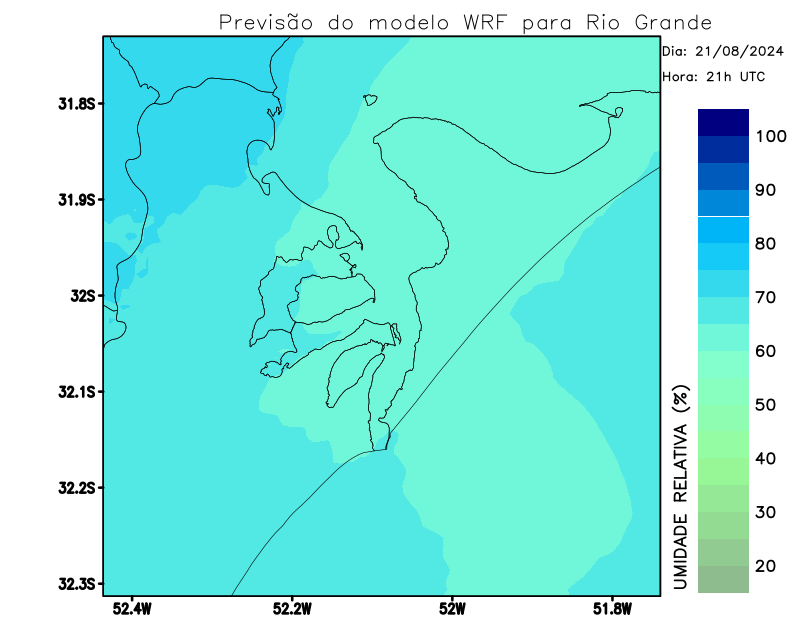 Previsão do modelo WRF para Rio Grande
Dia: 21/08/2024
Hora: 21h UTC
31.8S
31.9S
32S
32.1S
32.2S
32.3S
52.4W
52.2W
52W
51.8W
100
90
80
70
60
50
40
30
20
UMIDADE RELATIVA (%)